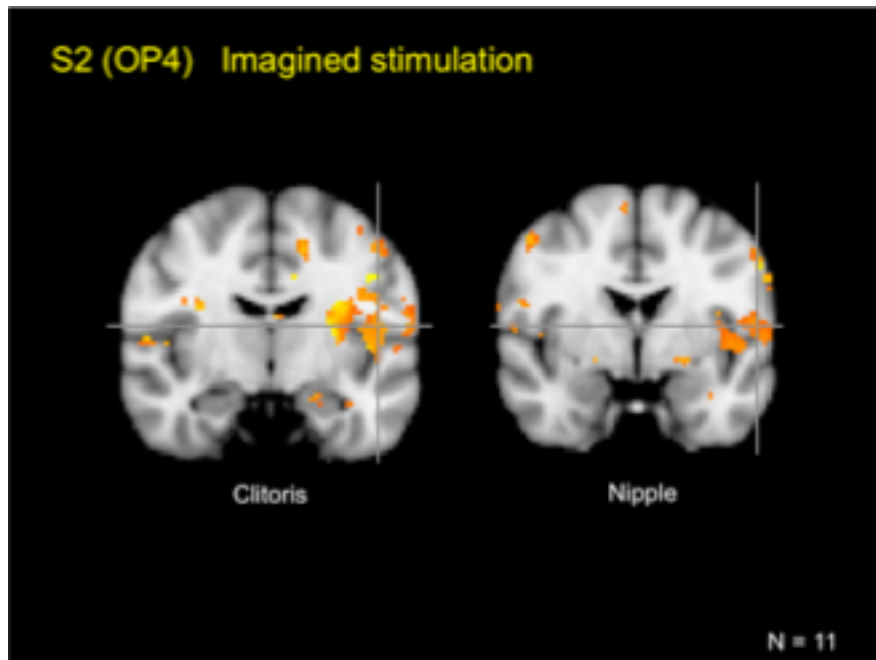 S2 (OP4) Imagined stimulation
Clitoris
Nipple
N = 11